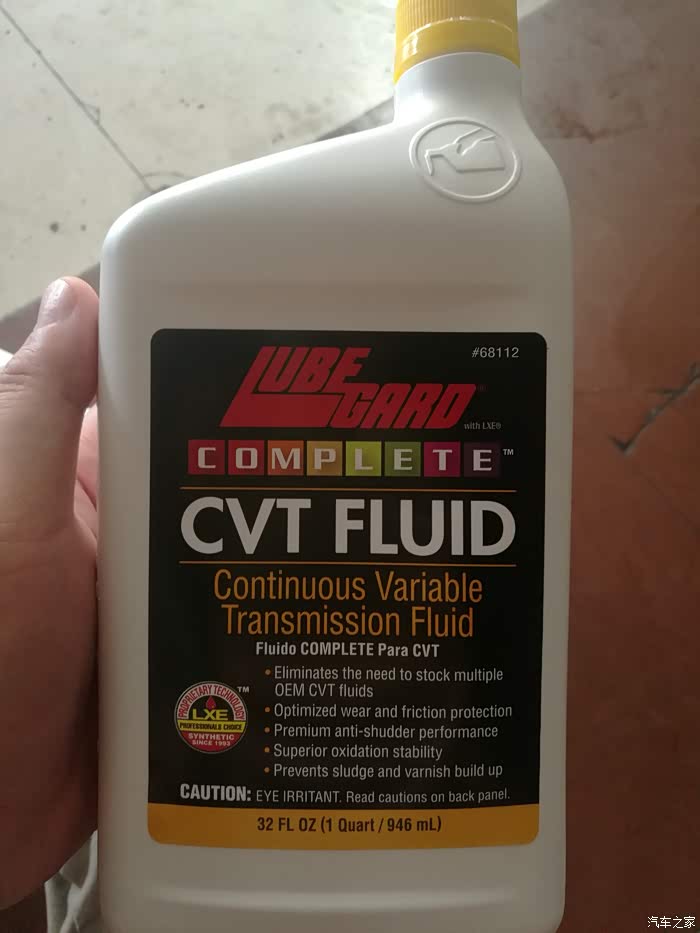 #68112
LUBE
GARD®
with LXE®
COMPLETE™
CVT FLUID
Continuous Variable
Transmission Fluid
Fluido COMPLETE Para CVT
• Eliminates the need to stock multiple
OEM CVT fluids
• Optimized wear and friction protection
• Premium anti-shudder performance
• Superior oxidation stability
• Prevents sludge and varnish build up
PROPRIETARY TECHNOLOGY
TM
LXE
PROFESSIONALS CHOICE
SYNTHETIC
SINCE 1993
CAUTION: EYE IRRITANT. Read cautions on back panel.
32 FL OZ (1 Quart / 946 mL)
汽车之家